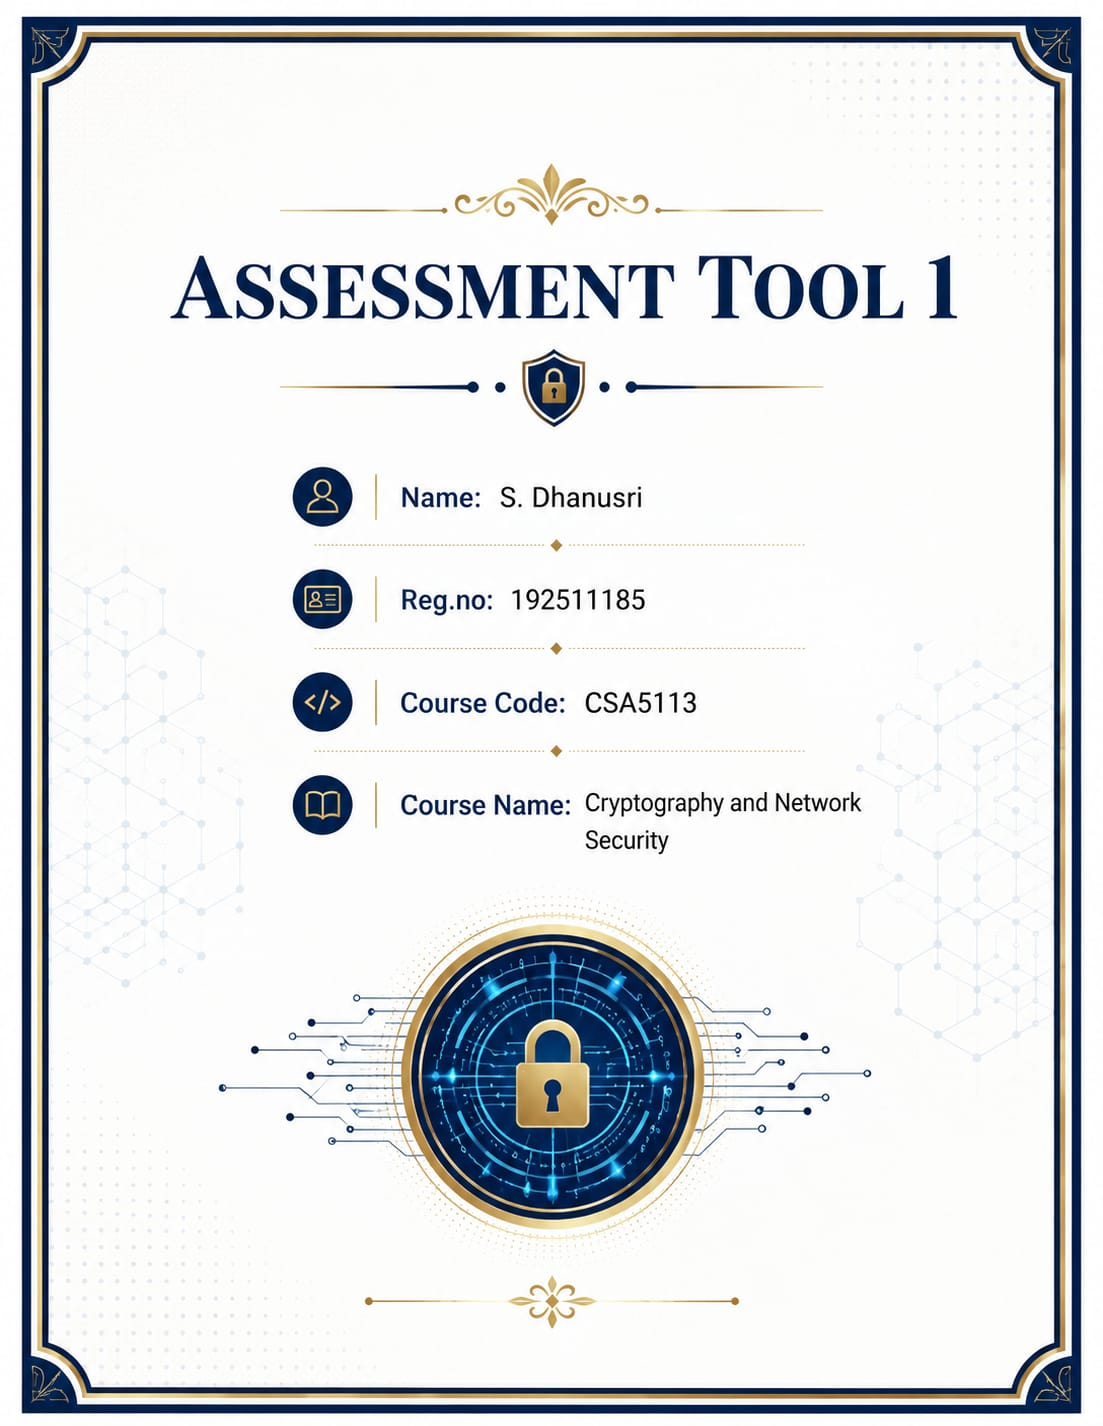 ASSESSMENT TOOL 1
Name: S. Dhanusri
Reg.no: 192511185
Course Code: CSA5113
Course Name: Cryptography and Network
Security